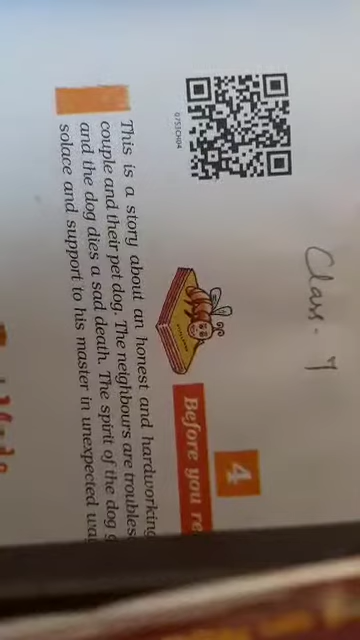 Class - 7
4
Before you re
0753CH04
This is a story about an honest and hardworking
couple and their pet dog. The neighbours are troubles
and the dog dies a sad death. The spirit of the dog g
solace and support to his master in unexpected wa